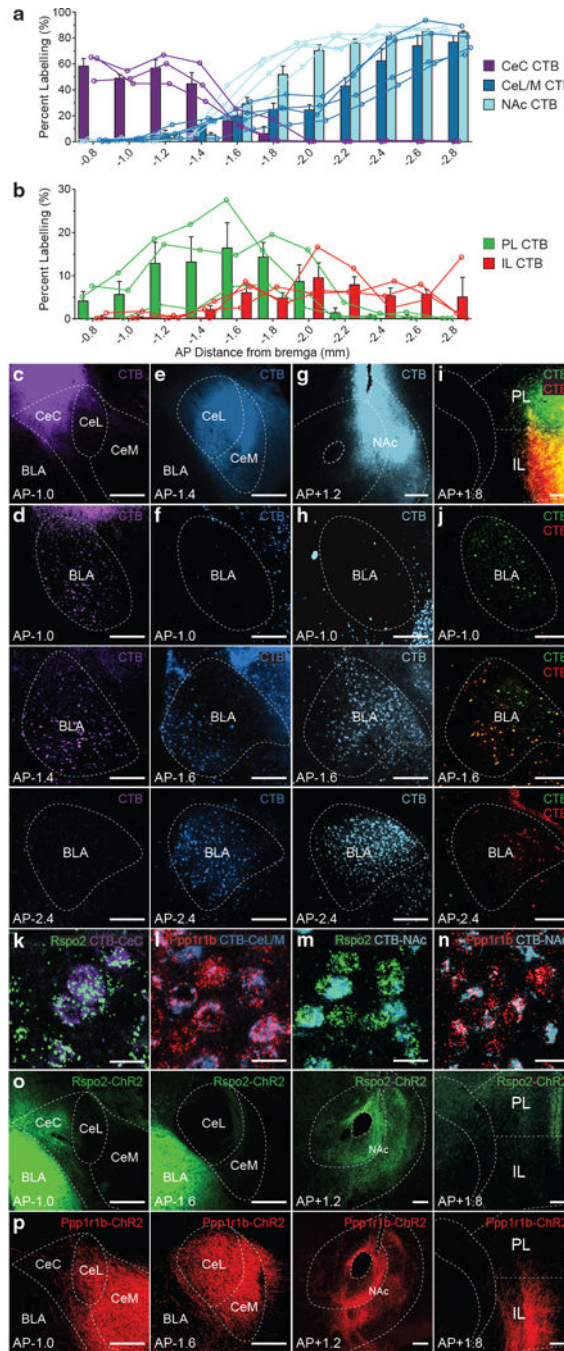 a
Percent Labelling (%)
80
60
40
20
0
CeC CTB
CeL/M CT
NAc CTB
-0.8 -1.0 -1.2 -1.4 -1.6 -1.8 -2.0 -2.2 -2.4 -2.6 -2.8
b
Percent Labelling (%)
30
20
10
0
PL CTB
IL CTB
-0.8 -1.0 -1.2 -1.4 -1.6 -1.8 -2.0 -2.2 -2.4 -2.6 -2.8
AP Distance from bremga (mm)
c CTB e CTB g CTB i CTB
CTB
CeC CeL CeL NAc PL
BLA CeM BLA CeM IL
AP-1.0 AP-1.4 AP+1.2 AP+1.8
d CTB f CTB h CTB j CTB
CTB
BLA BLA BLA BLA
AP-1.0 AP-1.0 AP-1.0 AP-1.0
CTB CTB CTB CTB
CTB
BLA BLA BLA BLA
AP-1.4 AP-1.6 AP-1.6 AP-1.6
CTB CTB CTB CTB
CTB
BLA BLA BLA BLA
AP-2.4 AP-2.4 AP-2.4 AP-2.4
k Rspo2 CTB-CeC l Ppp1r1b CTB-CeL/M m Rspo2 CTB-NAc n Ppp1r1b CTB-NAc
o Rspo2-ChR2 Rspo2-ChR2 Rspo2-ChR2 Rspo2-ChR2
CeC CeL CeL NAc PL
BLA CeM BLA CeM IL
AP-1.0 AP-1.6 AP+1.2 AP+1.8
p Ppp1r1b-ChR2 Ppp1r1b-ChR2 Ppp1r1b-ChR2 Ppp1r1b-ChR2
CeC CeL CeL NAc PL
BLA CeM BLA CeM IL
AP-1.0 AP-1.6 AP+1.2 AP+1.8